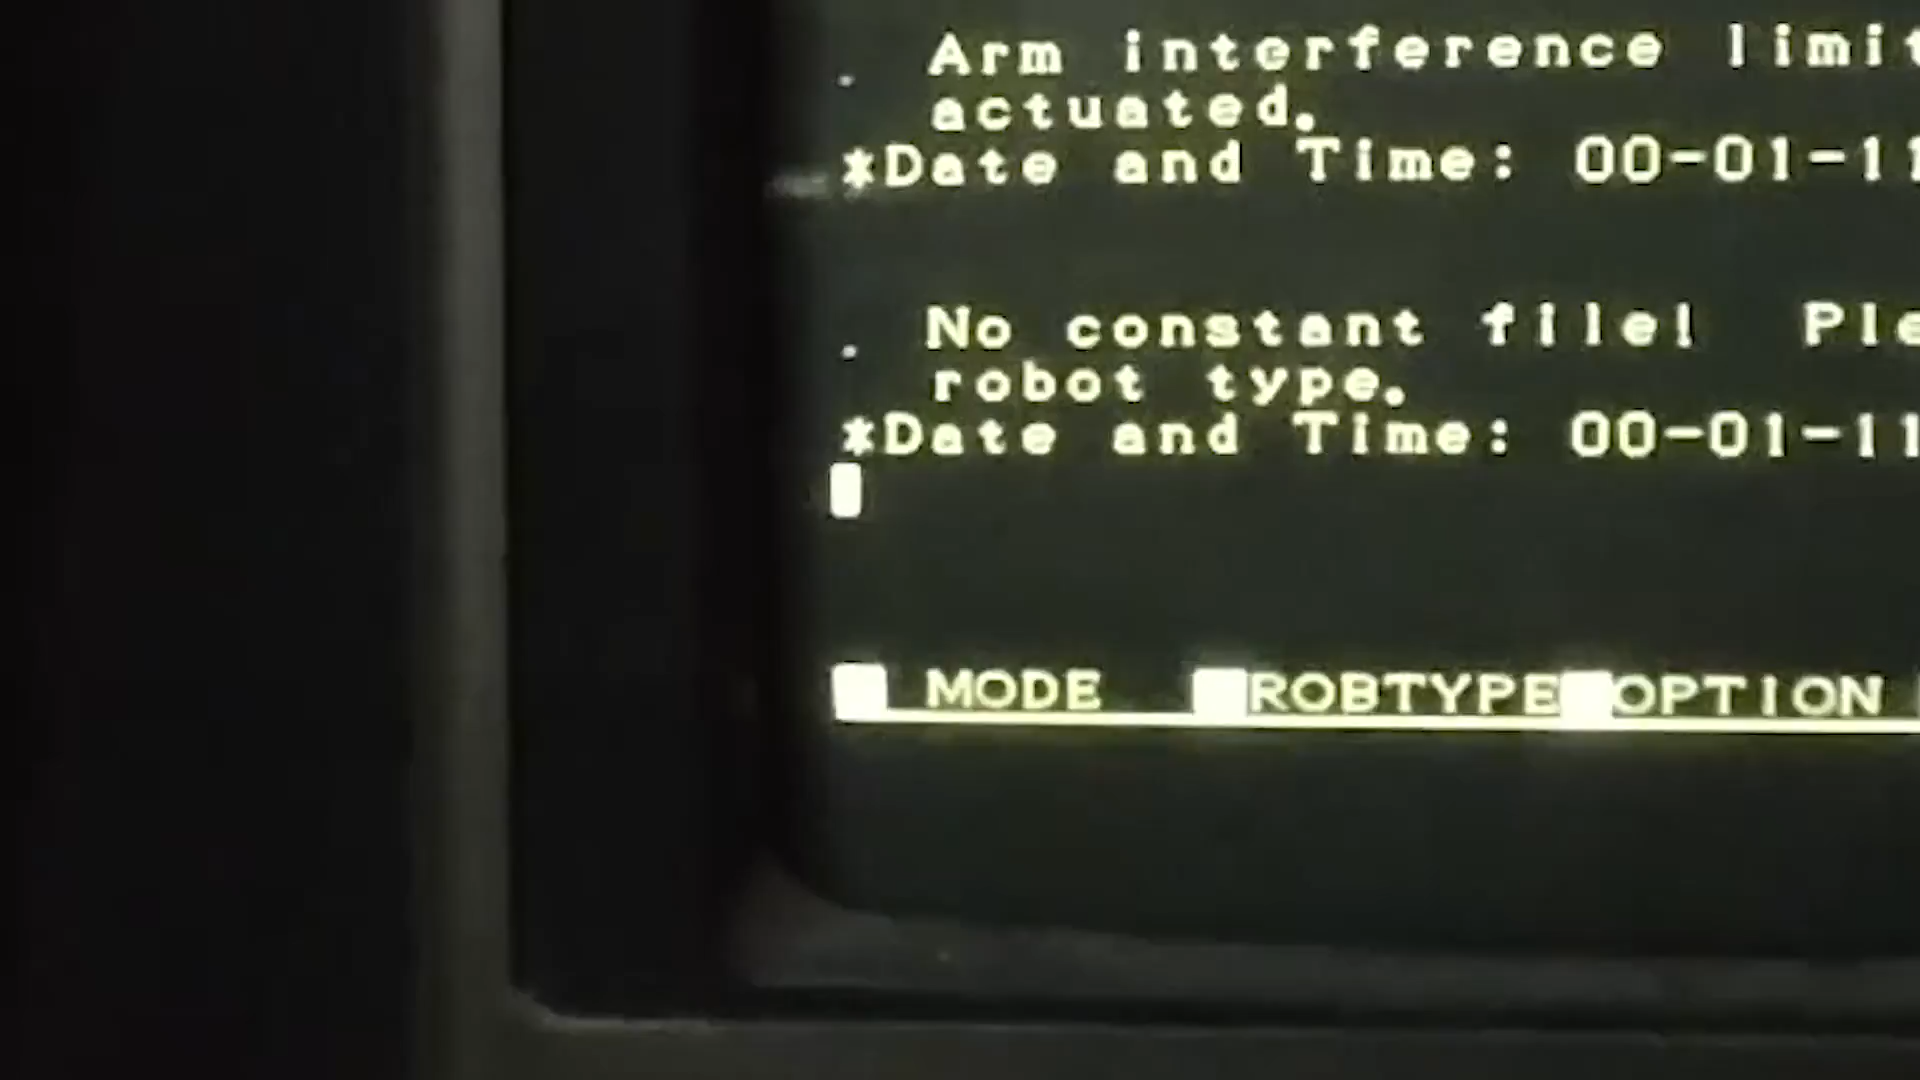 Arm interference limit
actuated.
*Date and Time: 00-01-11
No constant file! Ple
robot type.
*Date and Time: 00-01-11
MODE ROBTYPE OPTION